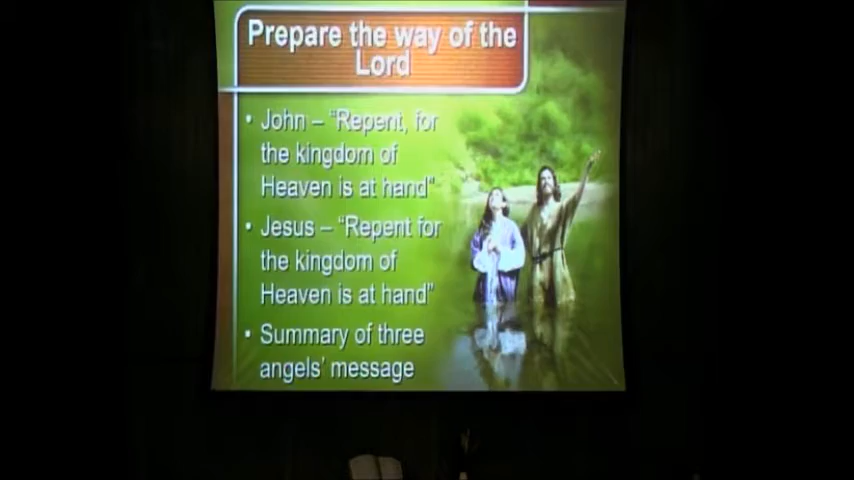 Prepare the way of the
Lord
• John – "Repent, for
the kingdom of
Heaven is at hand"
• Jesus – "Repent for
the kingdom of
Heaven is at hand"
• Summary of three
angels' message